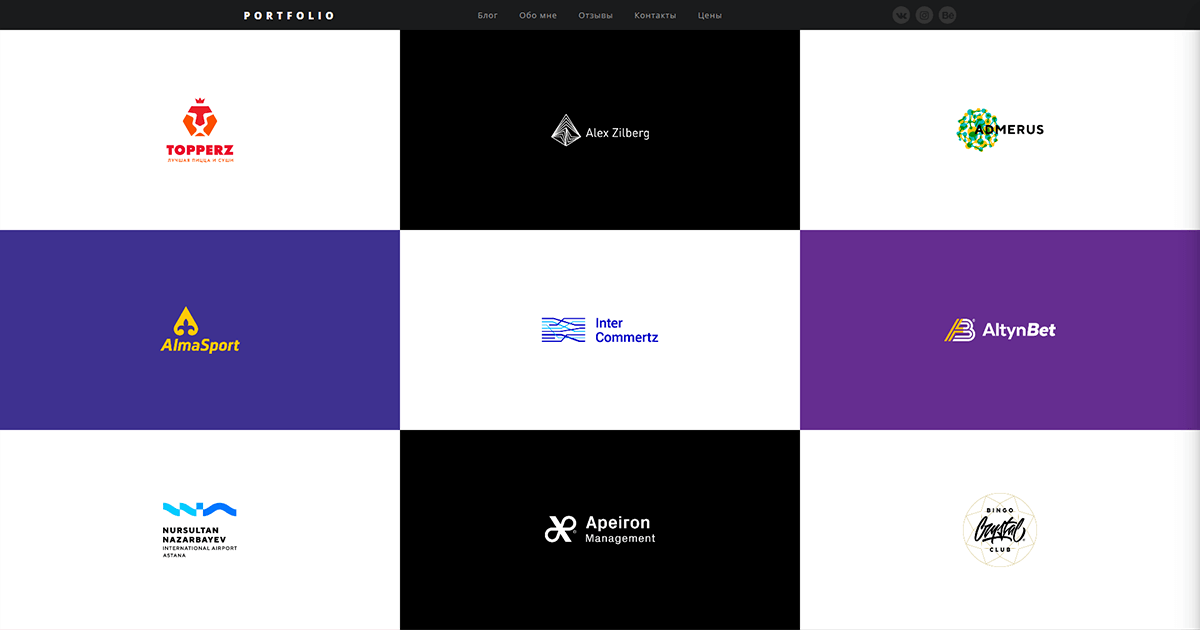 PORTFOLIO
Блог Обо мне Отзывы Контакты Цены
Bē
TOPPERZ
ЛУЧШАЯ ПИЦЦА И СУШИ
Alex Zilberg
ADMERUS
AlmaSport
Inter
Commertz
AltynBet
NURSULTAN
NAZARBAYEV
INTERNATIONAL AIRPORT
ASTANA
Apeiron
Management
BINGO
Crystal
CLUB